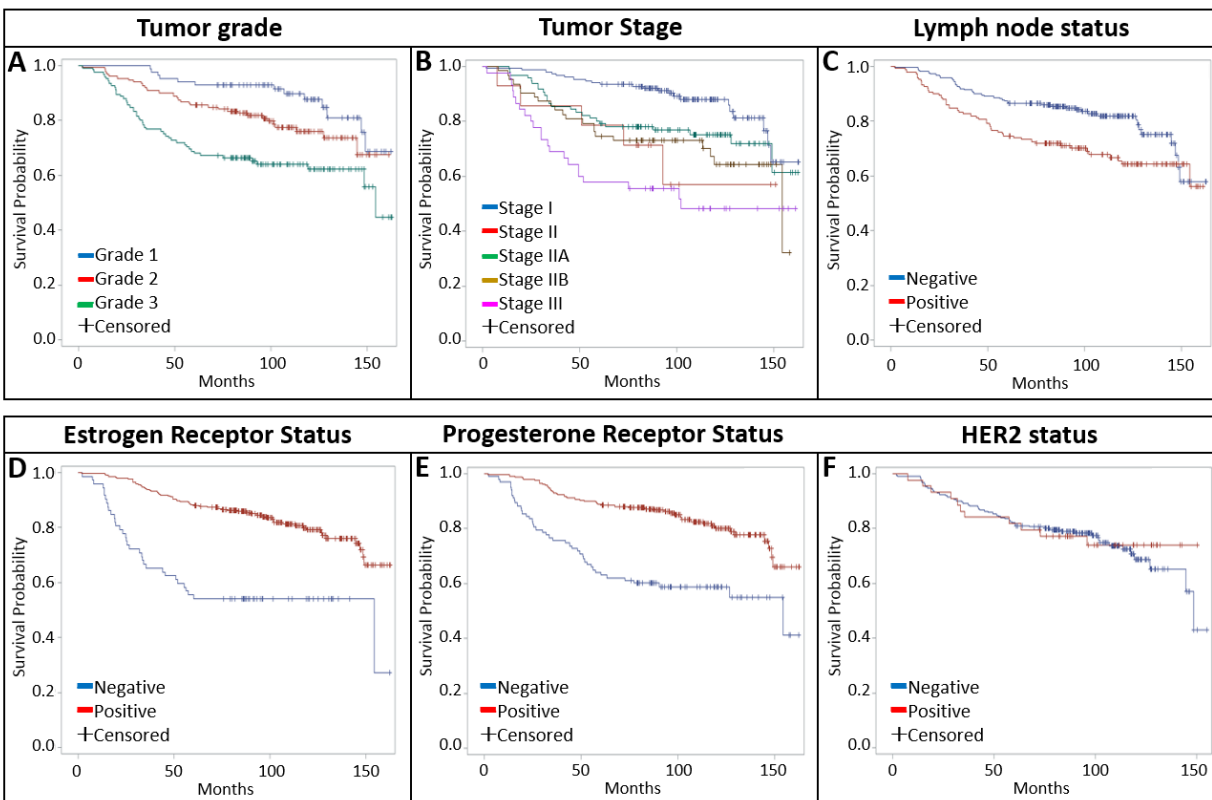 Tumor grade
Tumor Stage
Lymph node status
A
Survival Probability
1.0
0.8
0.6
0.4
0.2
0.0
Grade 1
Grade 2
Grade 3
Censored
0 50 100 150
Months
B
Survival Probability
1.0
0.8
0.6
0.4
0.2
0.0
Stage I
Stage II
Stage IIA
Stage IIB
Stage III
Censored
0 50 100 150
Months
C
Survival Probability
1.0
0.8
0.6
0.4
0.2
0.0
Negative
Positive
Censored
0 50 100 150
Months
Estrogen Receptor Status
Progesterone Receptor Status
HER2 status
D
Survival Probability
1.0
0.8
0.6
0.4
0.2
0.0
Negative
Positive
Censored
0 50 100 150
Months
E
Survival Probability
1.0
0.8
0.6
0.4
0.2
0.0
Negative
Positive
Censored
0 50 100 150
Months
F
Survival Probability
1.0
0.8
0.6
0.4
0.2
0.0
Negative
Positive
Censored
0 50 100 150
Months